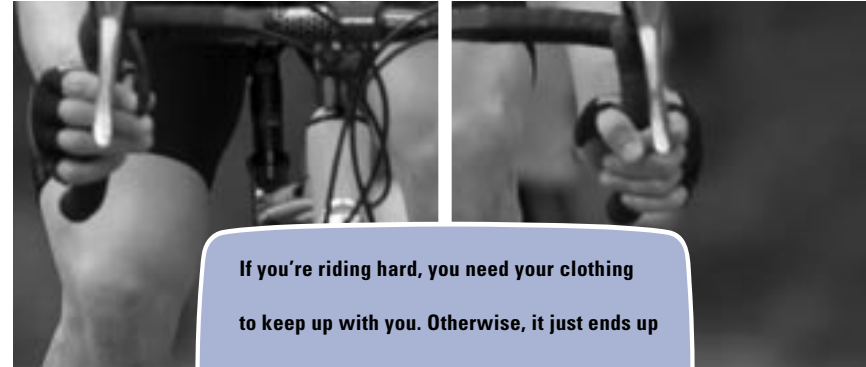 If you're riding hard, you need your clothing
to keep up with you. Otherwise, it just ends up